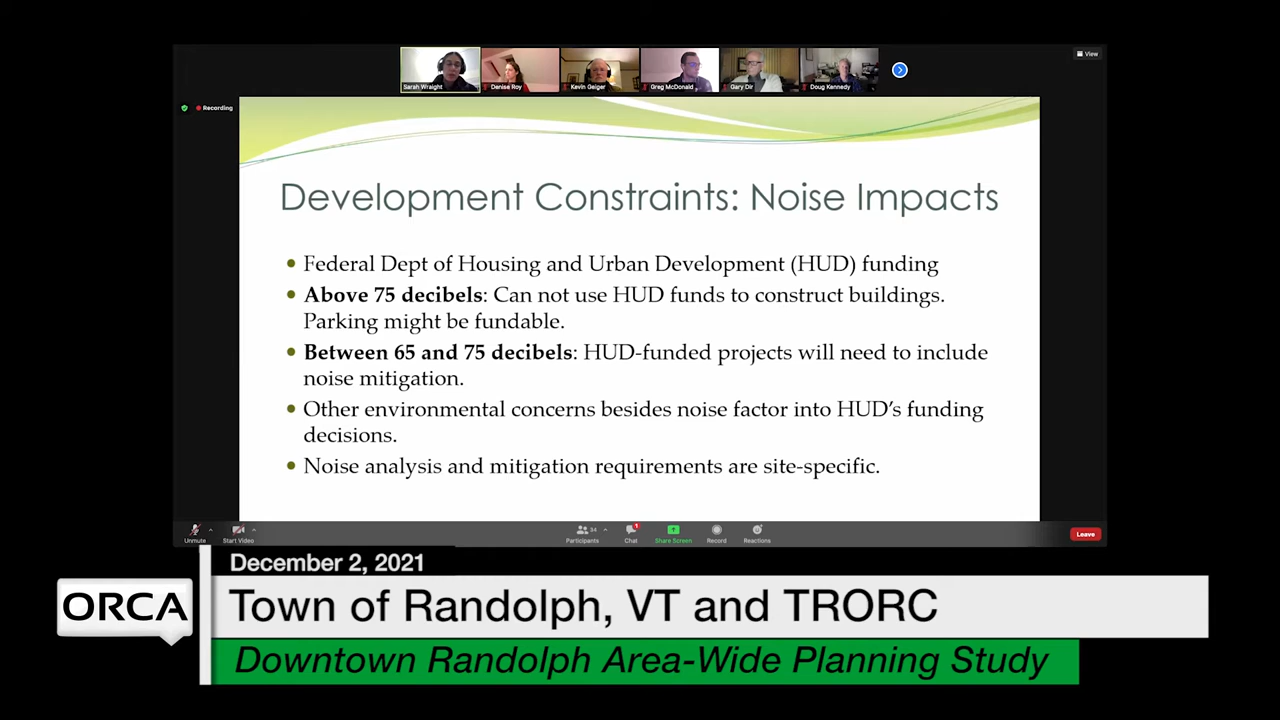 View
Sarah Wraight
Denise Roy
Kevin Geiger
Greg McDonald
Gary Dir
Doug Kennedy
Recording
Development Constraints: Noise Impacts
• Federal Dept of Housing and Urban Development (HUD) funding
• Above 75 decibels: Can not use HUD funds to construct buildings.
Parking might be fundable.
• Between 65 and 75 decibels: HUD-funded projects will need to include
noise mitigation.
• Other environmental concerns besides noise factor into HUD's funding
decisions.
• Noise analysis and mitigation requirements are site-specific.
Unmute
Start Video
34
Participants
1
Chat
Share Screen
Record
Reactions
Leave
December 2, 2021
ORCA
Town of Randolph, VT and TRORC
Downtown Randolph Area-Wide Planning Study